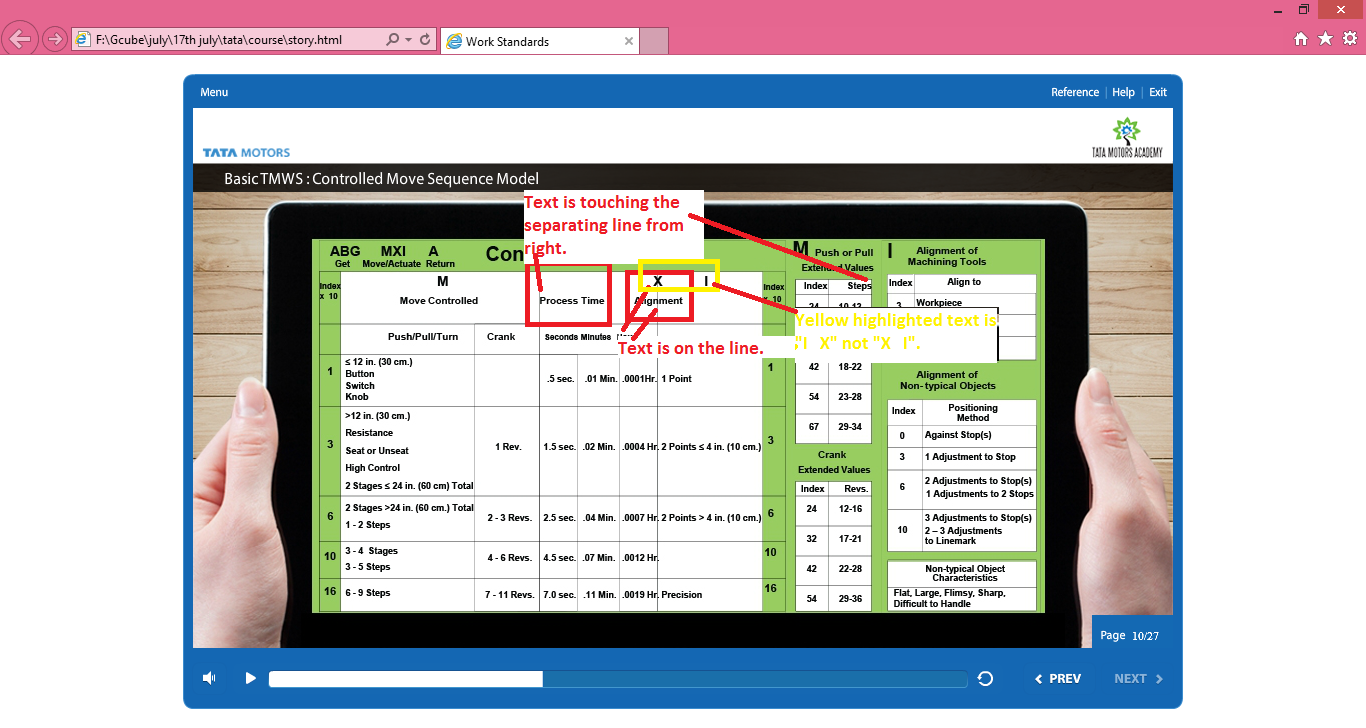 F:\Gcube\july\17th july\tata\course\story.html
Work Standards
Menu
Reference | Help | Exit
TATA MOTORS
TATA MOTORS ACADEMY
Basic TMWS : Controlled Move Sequence Model
Text is touching the
separating line from
right.
ABG MXI A Con
Get Move/Actuate Return
Index
x 10
M
Move Controlled
Process Time
X I
Alignment
Index
x 10
Text is on the line.
Yellow highlighted text is
"I X" not "X I".
Push/Pull/Turn Crank Seconds Minutes
1
≤ 12 in. (30 cm.)
Button
Switch
Knob
.5 sec. .01 Min. .0001Hr. 1 Point
1
3
>12 in. (30 cm.)
Resistance
Seat or Unseat
High Control
2 Stages ≤ 24 in. (60 cm) Total
1 Rev. 1.5 sec. .02 Min. .0004 Hr. 2 Points ≤ 4 in. (10 cm.)
3
6
2 Stages >24 in. (60 cm.) Total
1 - 2 Steps
2 - 3 Revs. 2.5 sec. .04 Min. .0007 Hr. 2 Points > 4 in. (10 cm.)
6
10
3 - 4 Stages
3 - 5 Steps
4 - 6 Revs. 4.5 sec. .07 Min. .0012 Hr.
10
16 6 - 9 Steps 7 - 11 Revs. 7.0 sec. .11 Min. .0019 Hr. Precision 16
M Push or Pull
Extended Values
Index Steps
24 10-12
42 18-22
54 23-28
67 29-34
Crank
Extended Values
Index Revs.
24 12-16
32 17-21
42 22-28
54 29-36
I Alignment of
Machining Tools
Index Align to
3 Workpiece
Alignment of
Non-typical Objects
Index Positioning
Method
0 Against Stop(s)
3 1 Adjustment to Stop
6 2 Adjustments to Stop(s)
1 Adjustments to 2 Stops
10 3 Adjustments to Stop(s)
2 – 3 Adjustments
to Linemark
Non-typical Object
Characteristics
Flat, Large, Flimsy, Sharp,
Difficult to Handle
Page 10/27
PREV NEXT